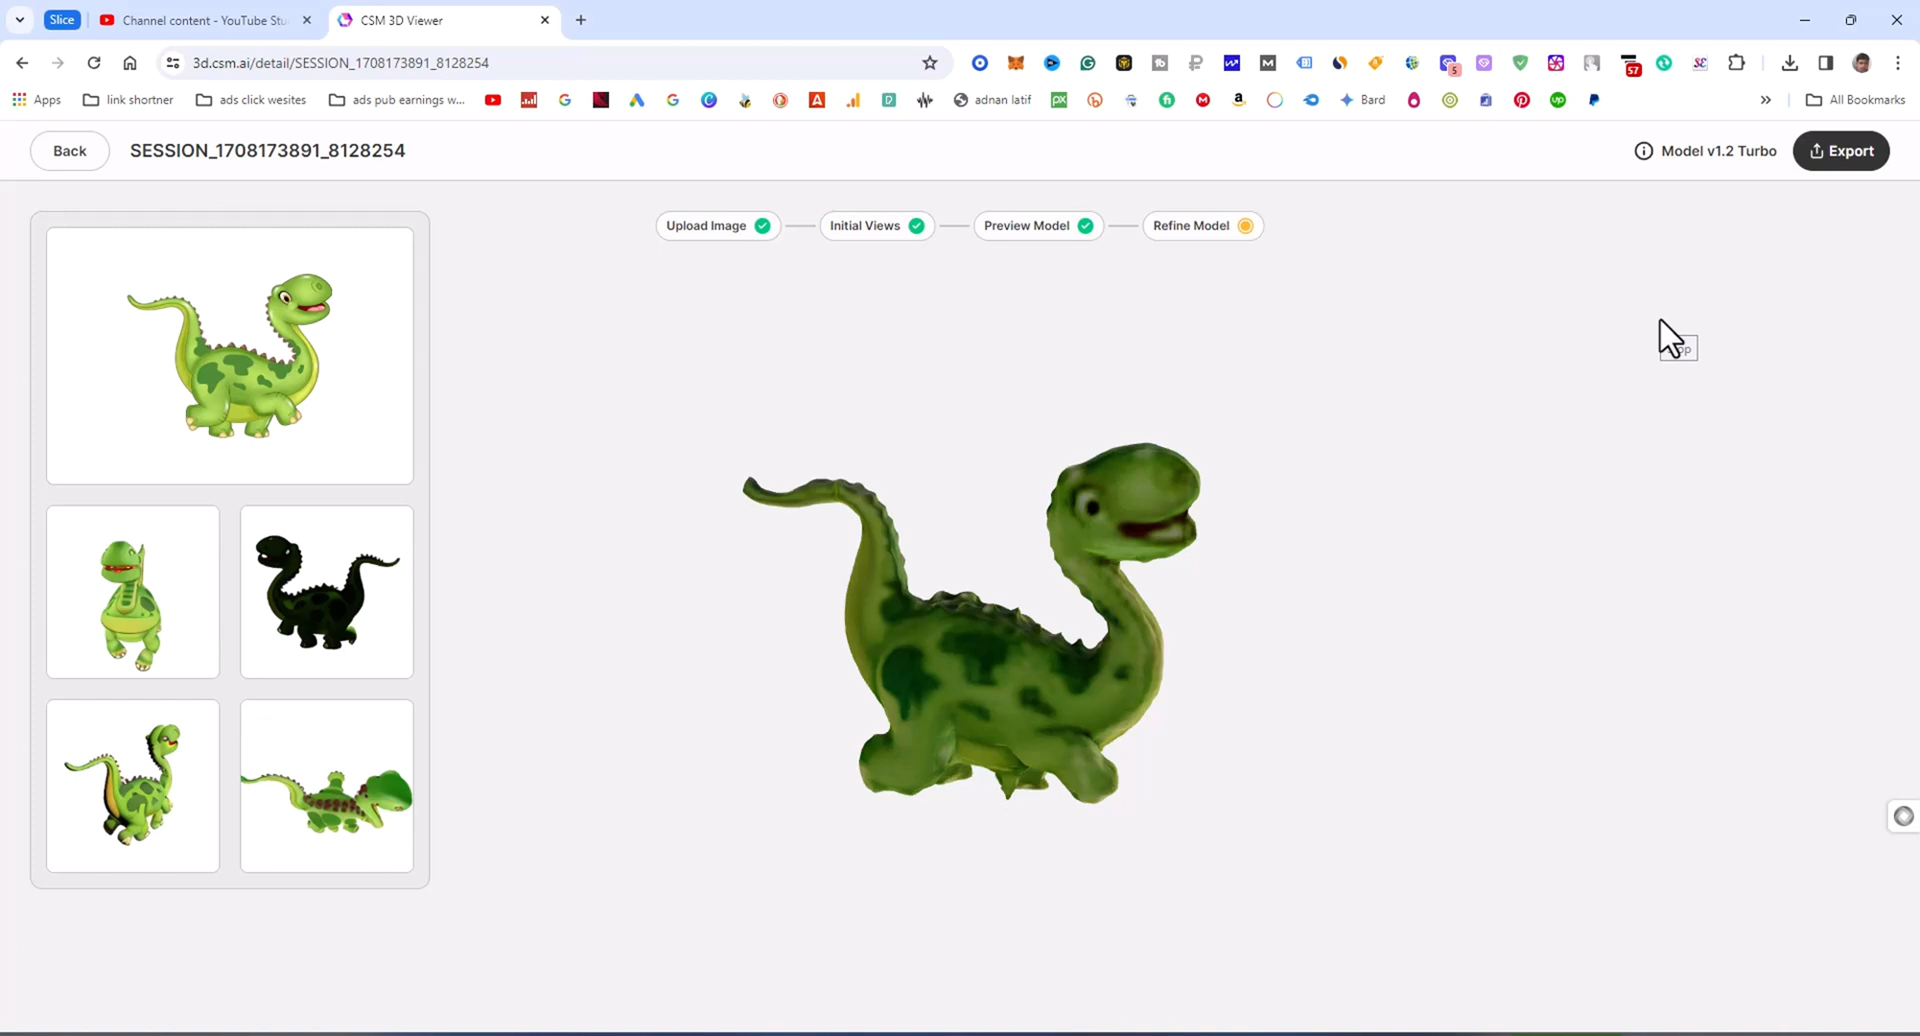 Slice
Channel content - YouTube Stu
CSM 3D Viewer
3d.csm.ai/detail/SESSION_1708173891_8128254
5
57
Apps
link shortner
ads click wesites
ads pub earnings w...
adnan latif
Bard
All Bookmarks
Back
SESSION_1708173891_8128254
Model v1.2 Turbo
Export
Upload Image
Initial Views
Preview Model
Refine Model